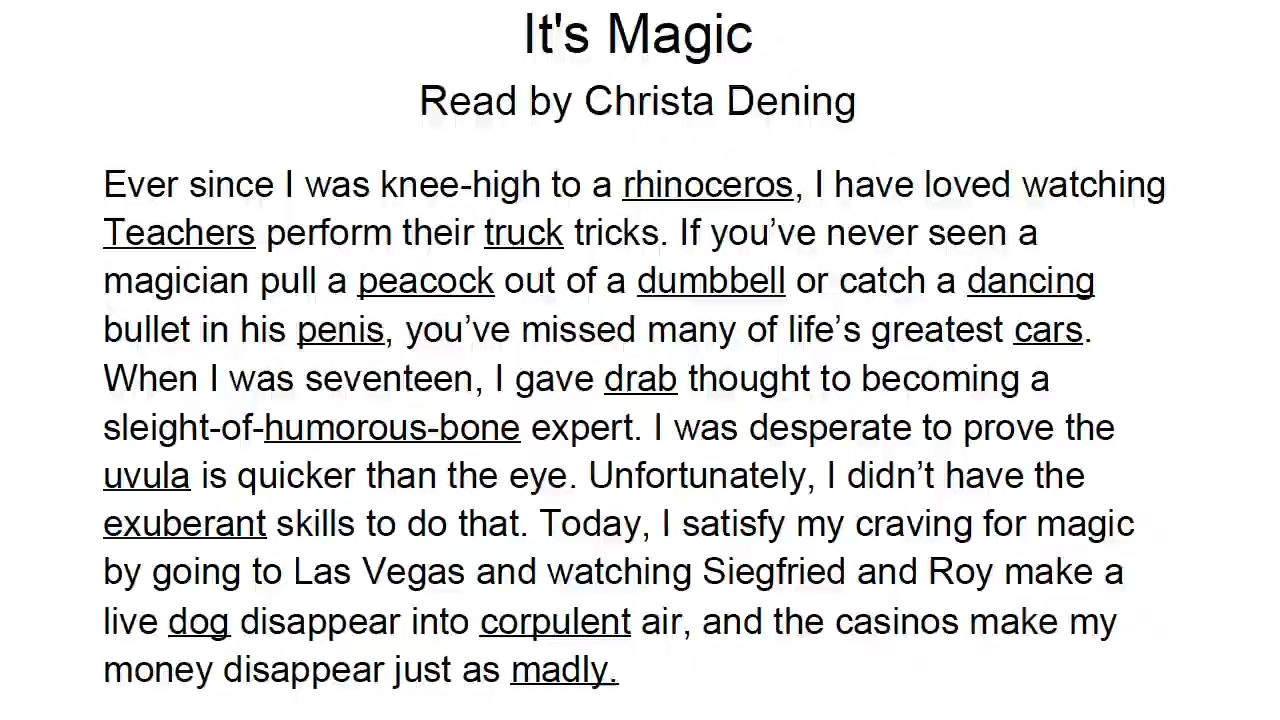 It's Magic
Read by Christa Dening
Ever since I was knee-high to a rhinoceros, I have loved watching
Teachers perform their truck tricks. If you’ve never seen a
magician pull a peacock out of a dumbbell or catch a dancing
bullet in his penis, you’ve missed many of life’s greatest cars.
When I was seventeen, I gave drab thought to becoming a
sleight-of-humorous-bone expert. I was desperate to prove the
uvula is quicker than the eye. Unfortunately, I didn’t have the
exuberant skills to do that. Today, I satisfy my craving for magic
by going to Las Vegas and watching Siegfried and Roy make a
live dog disappear into corpulent air, and the casinos make my
money disappear just as madly.